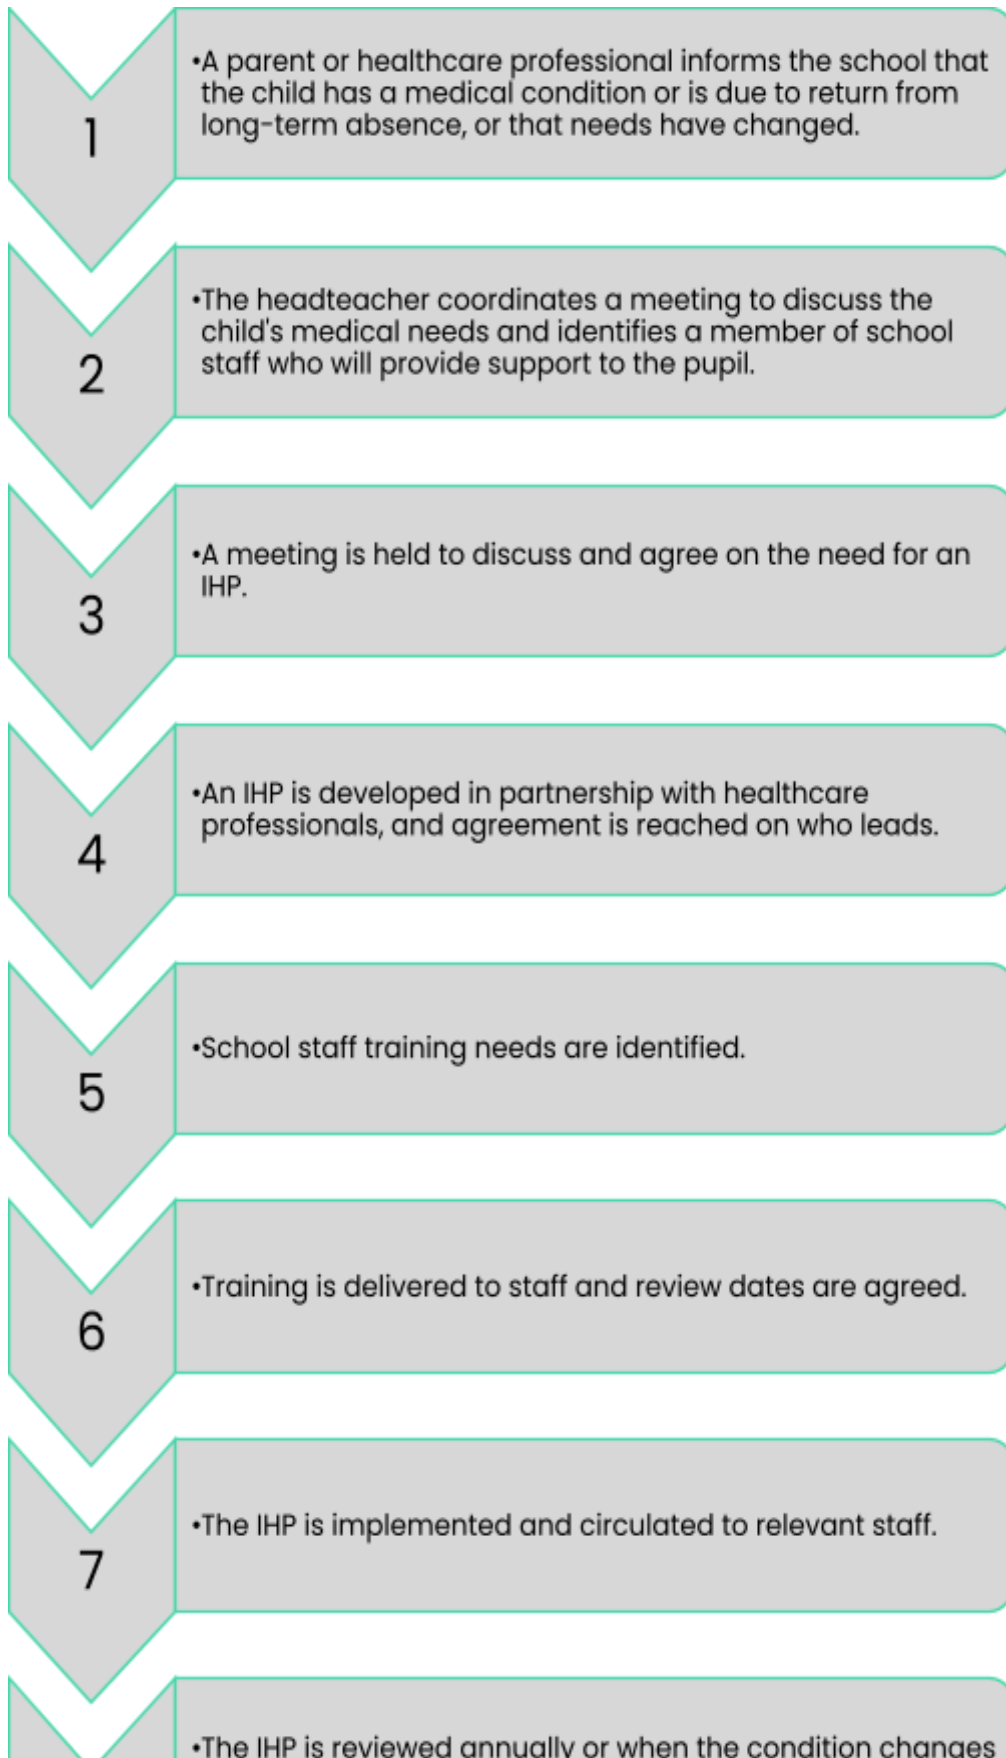 1
•A parent or healthcare professional informs the school that
the child has a medical condition or is due to return from
long-term absence, or that needs have changed.
2
•The headteacher coordinates a meeting to discuss the
child's medical needs and identifies a member of school
staff who will provide support to the pupil.
3
•A meeting is held to discuss and agree on the need for an
IHP.
4
•An IHP is developed in partnership with healthcare
professionals, and agreement is reached on who leads.
5
•School staff training needs are identified.
6
•Training is delivered to staff and review dates are agreed.
7
•The IHP is implemented and circulated to relevant staff.
•The IHP is reviewed annually or when the condition changes